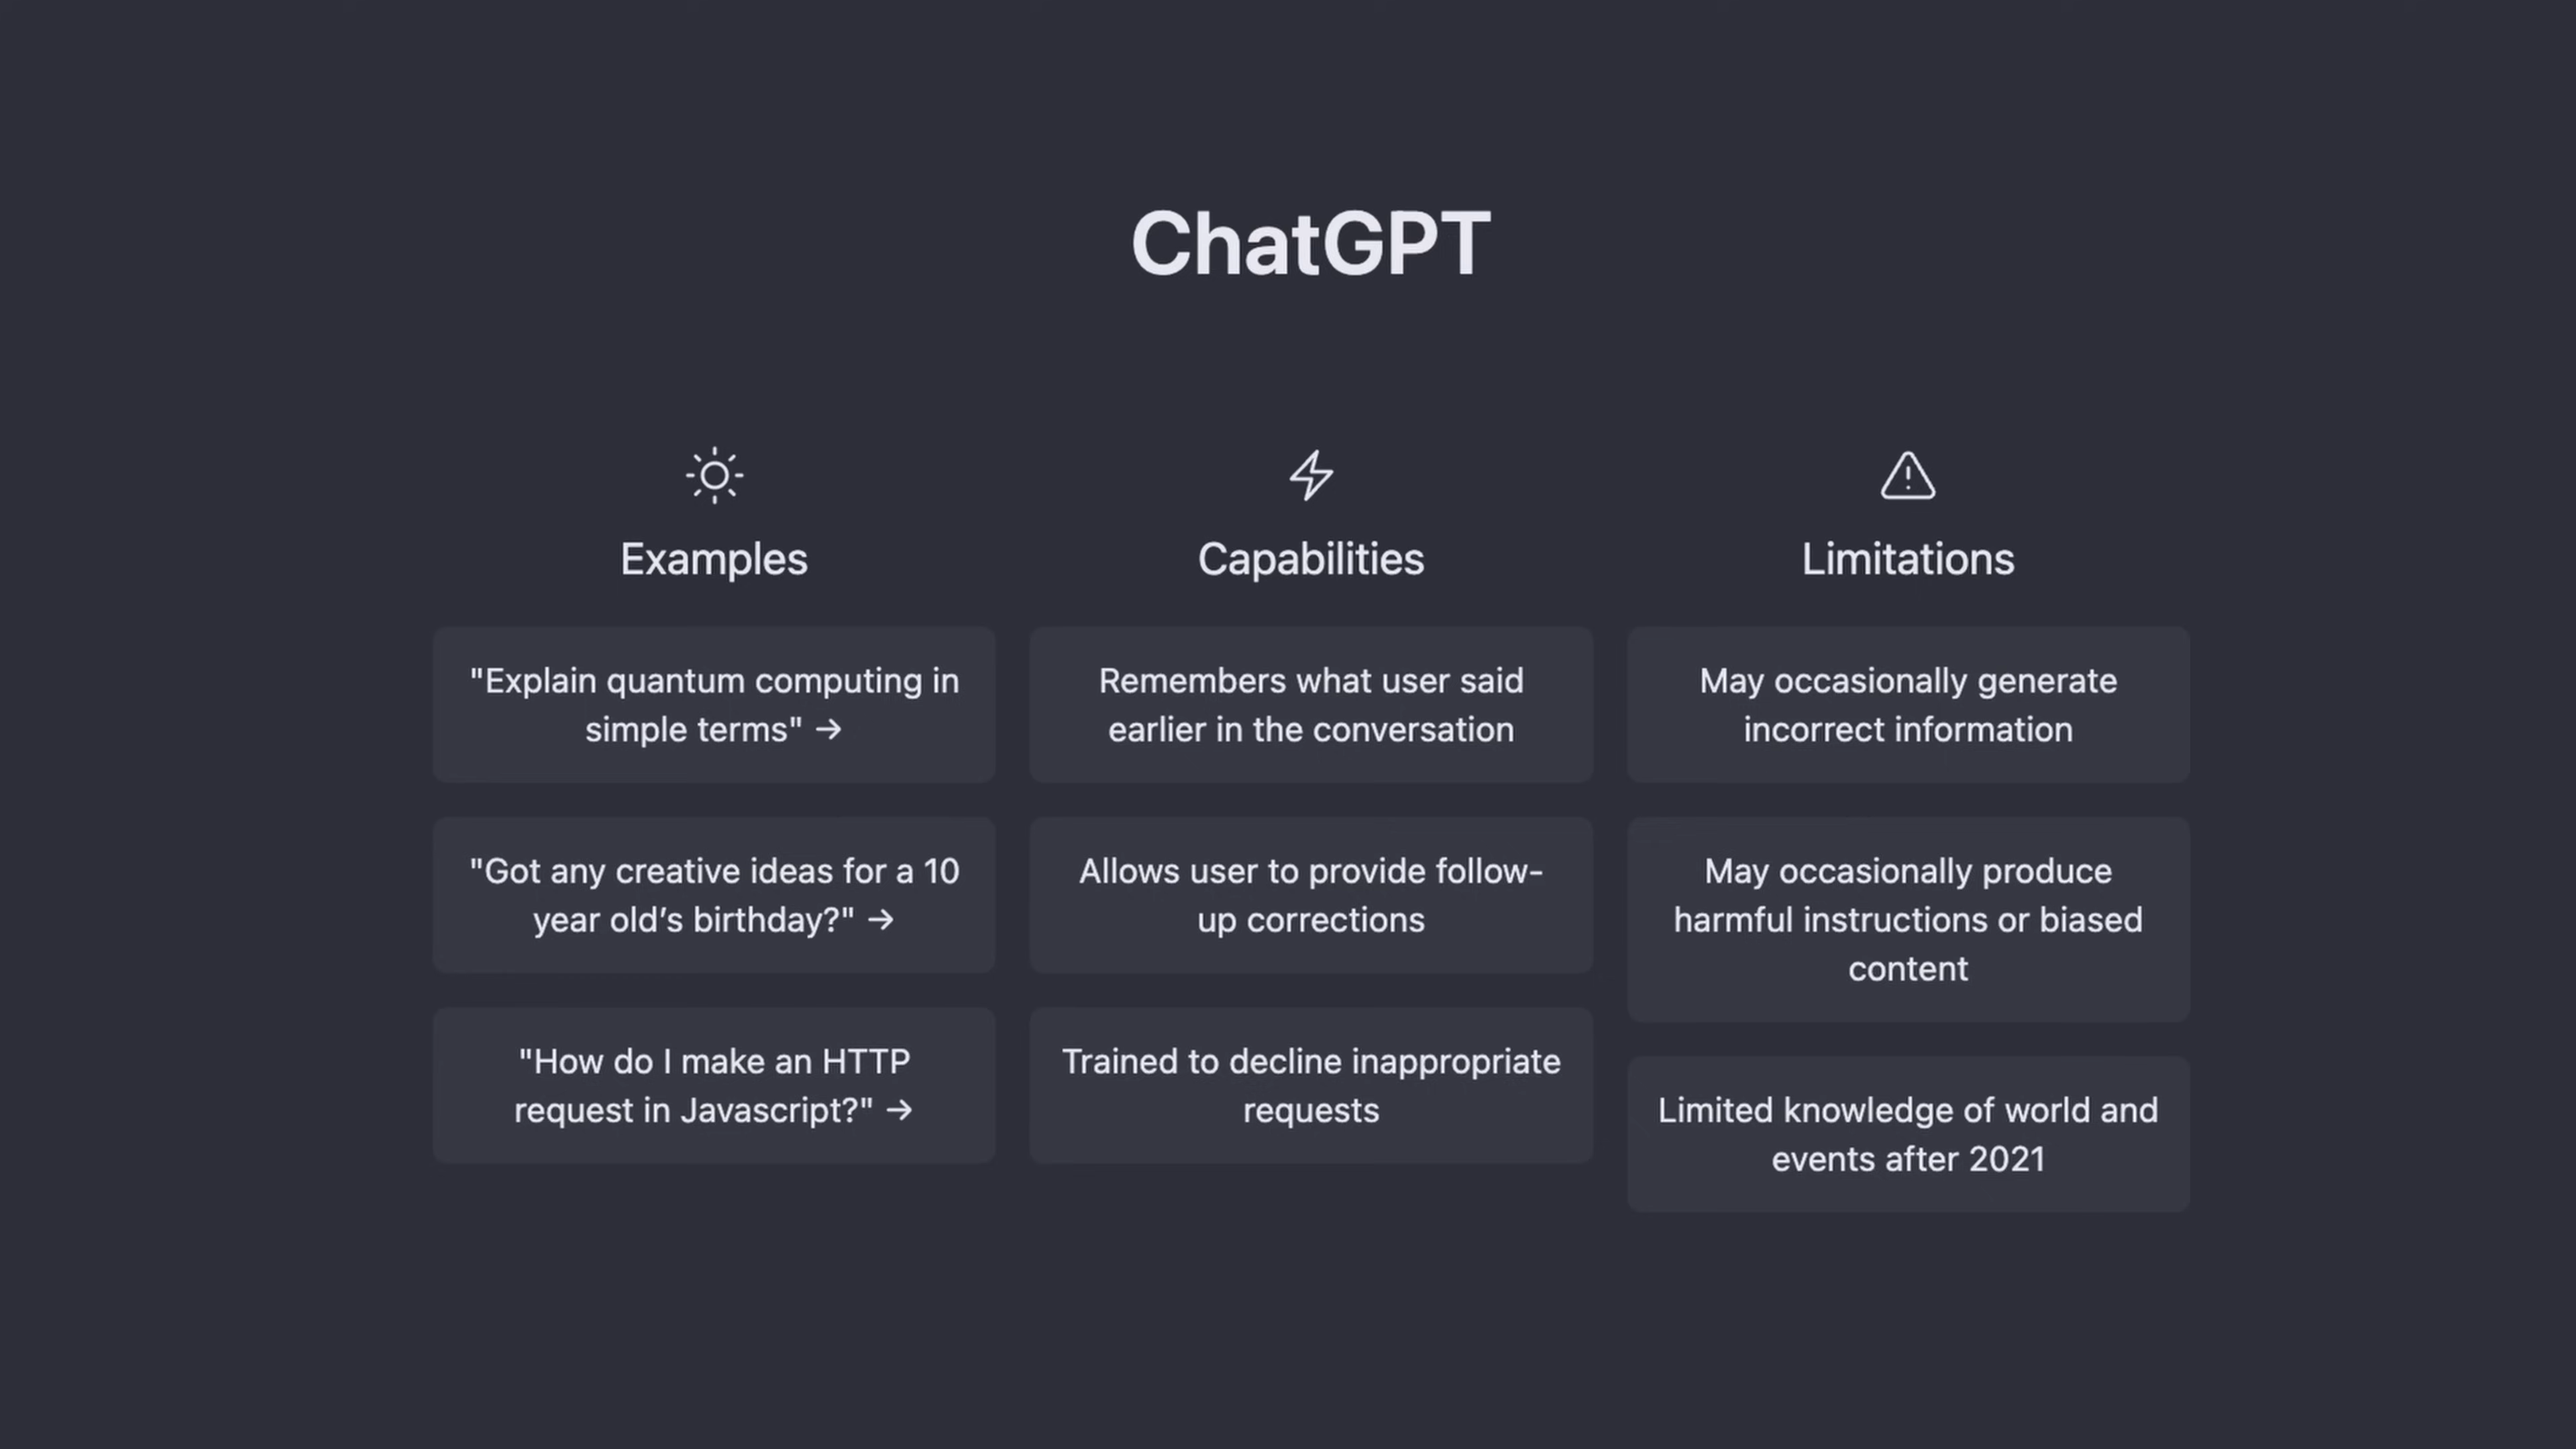 ChatGPT
Examples
"Explain quantum computing in
simple terms" →
"Got any creative ideas for a 10
year old’s birthday?" →
"How do I make an HTTP
request in Javascript?" →
Capabilities
Remembers what user said
earlier in the conversation
Allows user to provide follow-
up corrections
Trained to decline inappropriate
requests
Limitations
May occasionally generate
incorrect information
May occasionally produce
harmful instructions or biased
content
Limited knowledge of world and
events after 2021